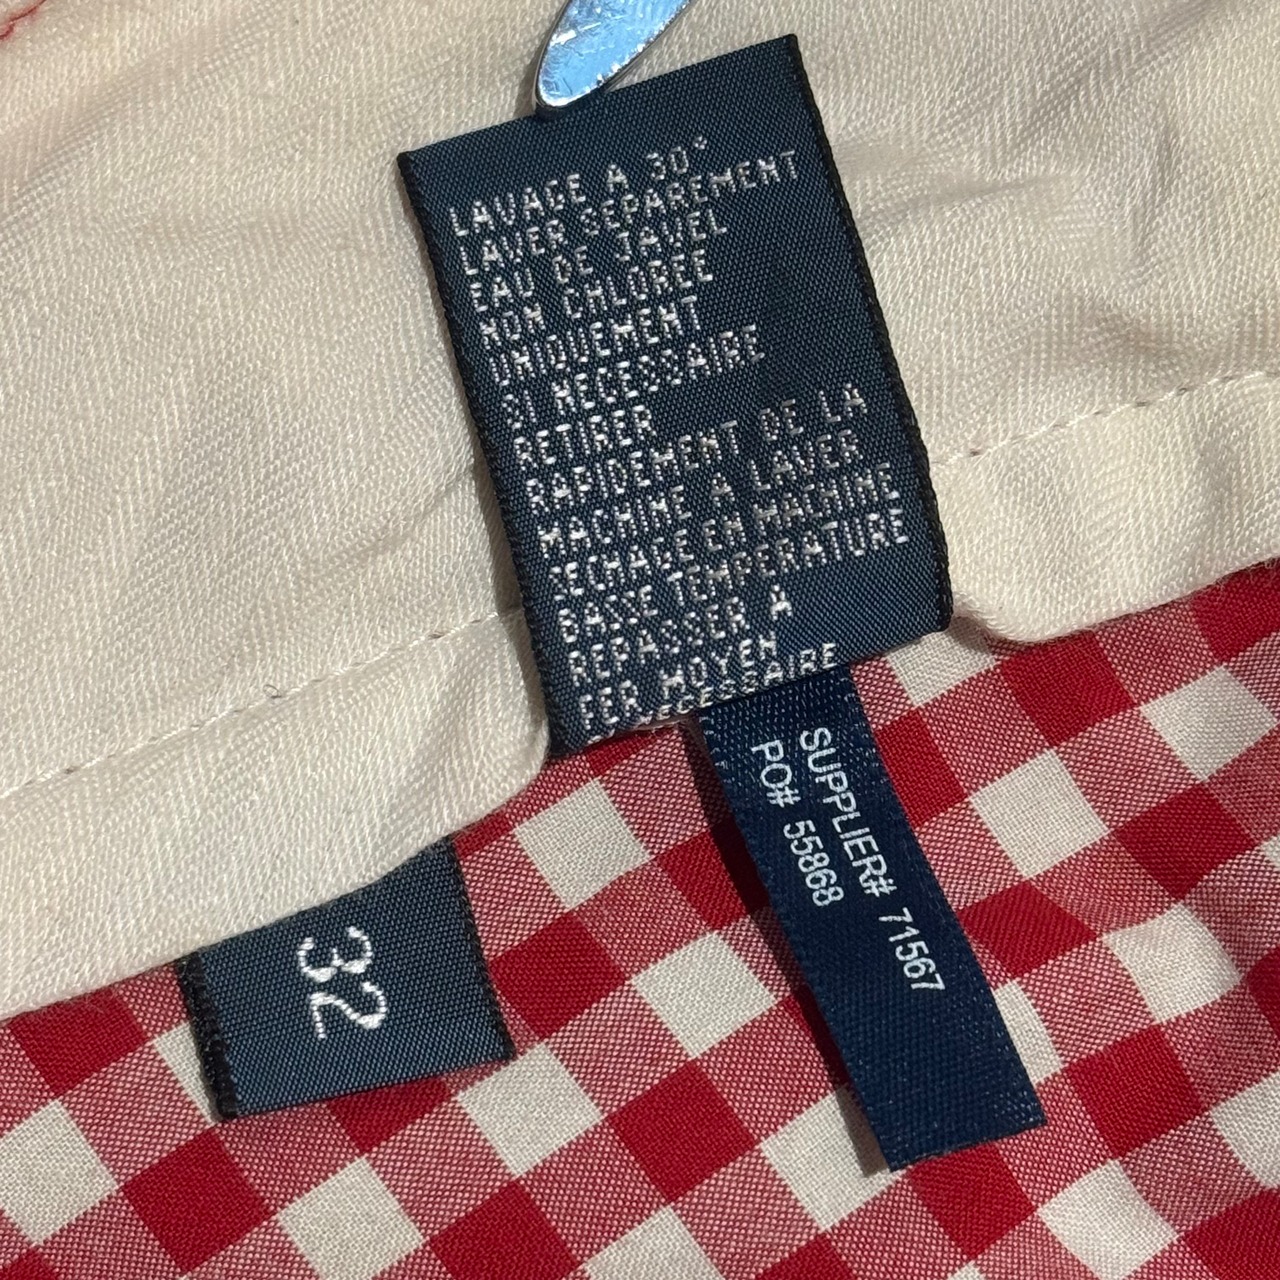 LAVAGE A 30°
LAVER SEPAREMENT
EAU DE JAVEL
NON CHLOREE
UNIQUEMENT
SI NECESSAIRE
RETIRER
RAPIDEMENT DE LA
MACHINE A LAVER
SECHAGE EN MACHINE
BASSE TEMPERATURE
REPASSER A
FER MOYEN
NECESSAIRE
SUPPLIER# 71567
PO# 55868
32